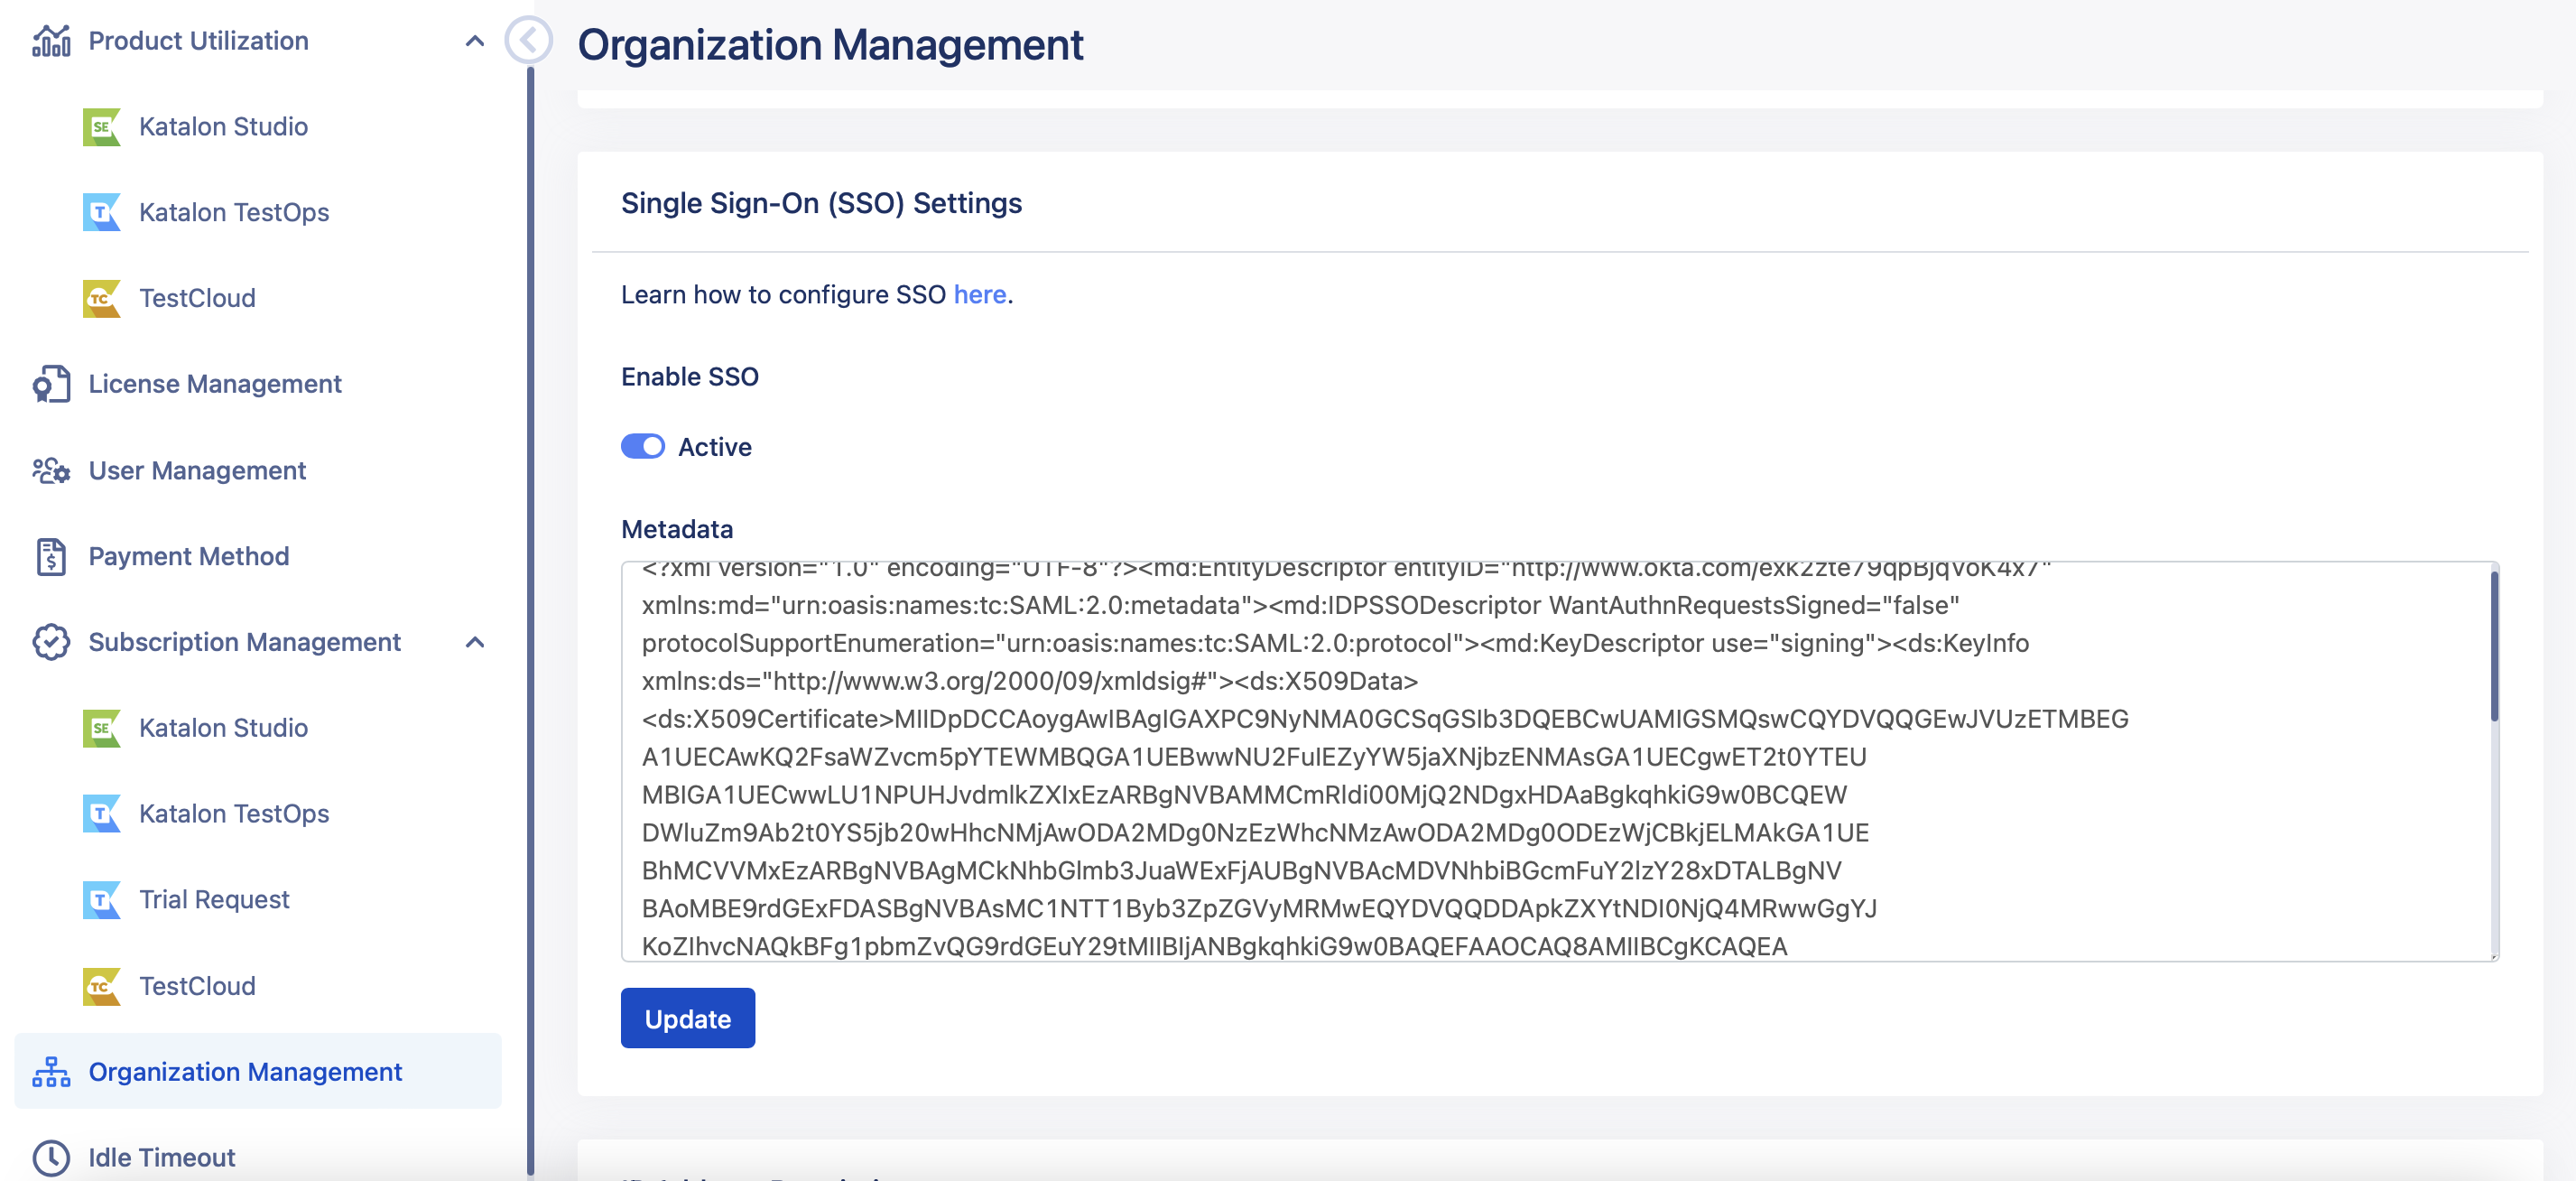 Product Utilization
SE Katalon Studio
T Katalon TestOps
TC TestCloud
License Management
User Management
Payment Method
Subscription Management
SE Katalon Studio
T Katalon TestOps
T Trial Request
TC TestCloud
Organization Management
Idle Timeout
Organization Management
Single Sign-On (SSO) Settings
Learn how to configure SSO here.
Enable SSO
Active
Metadata
<?xml version="1.0" encoding="UTF-8"?><md:EntityDescriptor entityID="http://www.okta.com/exk2zte79qpBjqVoK4x7"
xmlns:md="urn:oasis:names:tc:SAML:2.0:metadata"><md:IDPSSODescriptor WantAuthnRequestsSigned="false"
protocolSupportEnumeration="urn:oasis:names:tc:SAML:2.0:protocol"><md:KeyDescriptor use="signing"><ds:KeyInfo
xmlns:ds="http://www.w3.org/2000/09/xmldsig#"><ds:X509Data>
<ds:X509Certificate>MIIDpDCCAoygAwIBAgIGAXPC9NyNMA0GCSqGSIb3DQEBCwUAMIGSMQswCQYDVQQGEwJVUzETMBEG
A1UECAwKQ2FsaWZvcm5pYTEWMBQGA1UEBwwNU2FuIEZyYW5jaXNjbzENMAsGA1UECgwET2t0YTEU
MBIGA1UECwwLU1NPUHJvdmlkZXIxEzARBgNVBAMMCmRldi00MjQ2NDgxHDAaBgkqhkiG9w0BCQEW
DWluZm9Ab2t0YS5jb20wHhcNMjAwODA2MDg0NzEzWhcNMzAwODA2MDg0ODEzWjCBkjELMAkGA1UE
BhMCVVMxEzARBgNVBAgMCkNhbGlmb3JuaWExFjAUBgNVBAcMDVNhbiBGcmFuY2lzY28xDTALBgNV
BAoMBE9rdGExFDASBgNVBAsMC1NTT1Byb3ZpZGVyMRMwEQYDVQQDDApkZXYtNDI0NjQ4MRwwGgYJ
KoZIhvcNAQkBFg1pbmZvQG9rdGEuY29tMIIBIjANBgkqhkiG9w0BAQEFAAOCAQ8AMIIBCgKCAQEA
Update